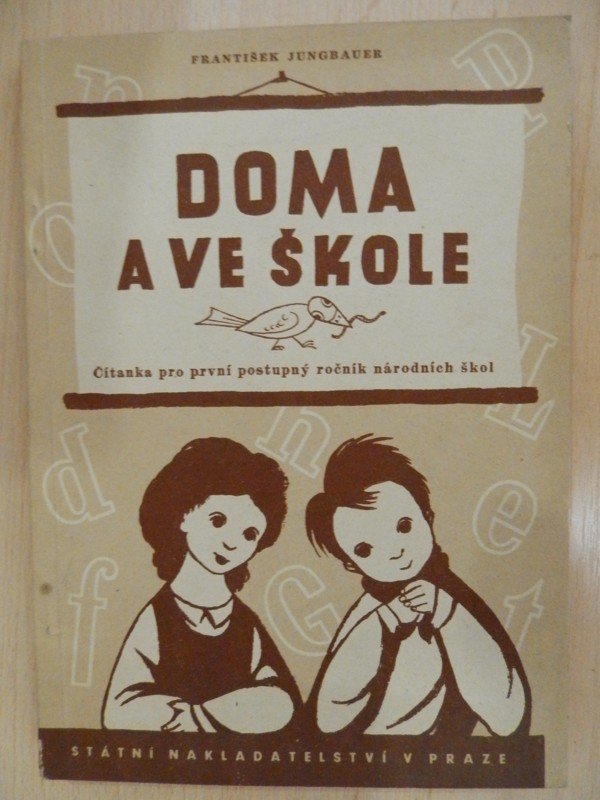 FRANTIŠEK JUNGBAUER
DOMA
A VE ŠKOLE
Čítanka pro první postupný ročník národních škol
n
D
o
L
d
n
e
f
G
t
STÁTNÍ NAKLADATELSTVÍ V PRAZE